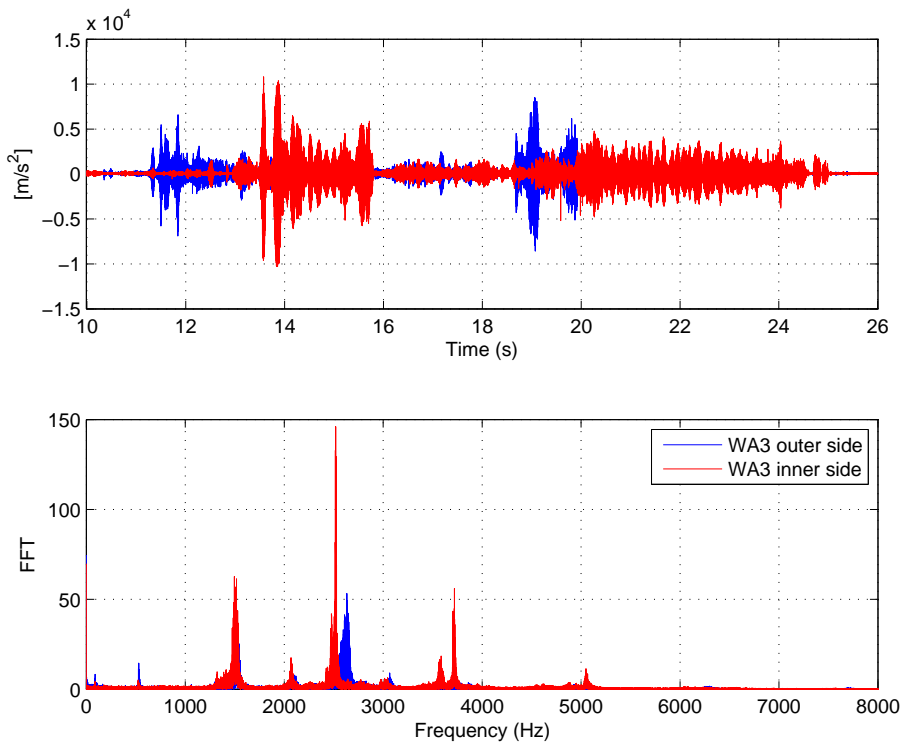 x 10^4
1.5
1
0.5
0
−0.5
−1
−1.5
[m/s^2]
10 12 14 16 18 20 22 24 26
Time (s)
150
100
50
0
FFT
WA3 outer side
WA3 inner side
0 1000 2000 3000 4000 5000 6000 7000 8000
Frequency (Hz)